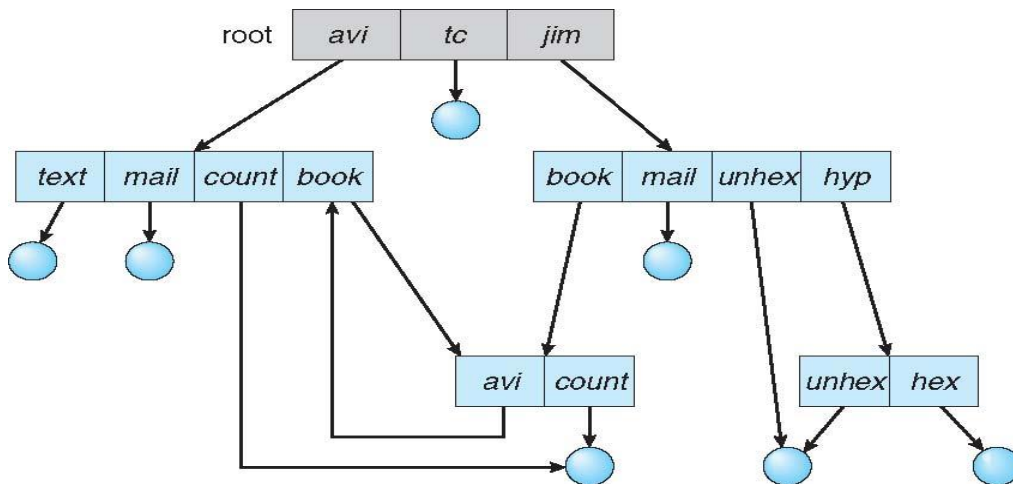 root avi tc jim
text mail count book book mail unhex hyp
avi count unhex hex